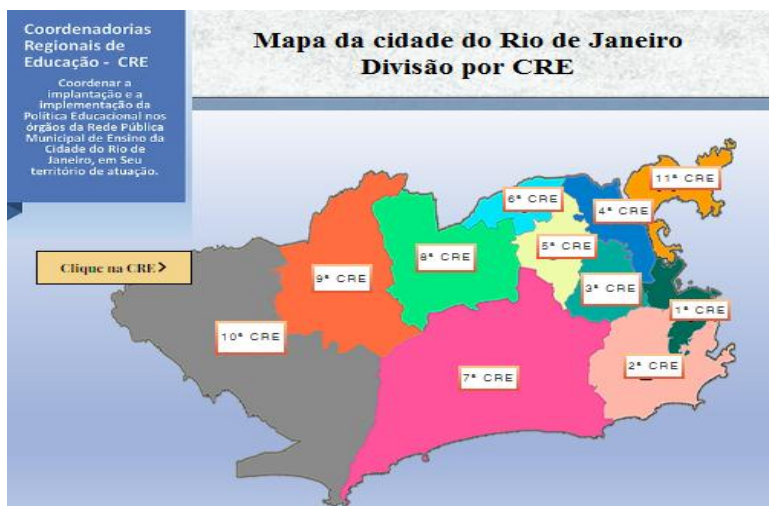 Coordenadorias
Regionais de
Educação - CRE
Coordenar a
implantação e a
implementação da
Política Educacional nos
órgãos da Rede Pública
Municipal de Ensino da
Cidade do Rio de
Janeiro, em Seu
território de atuação.
Mapa da cidade do Rio de Janeiro
Divisão por CRE
Clique na CRE >
11ª CRE
6ª CRE
4ª CRE
5ª CRE
8ª CRE
9ª CRE
3ª CRE
1ª CRE
10ª CRE
2ª CRE
7ª CRE